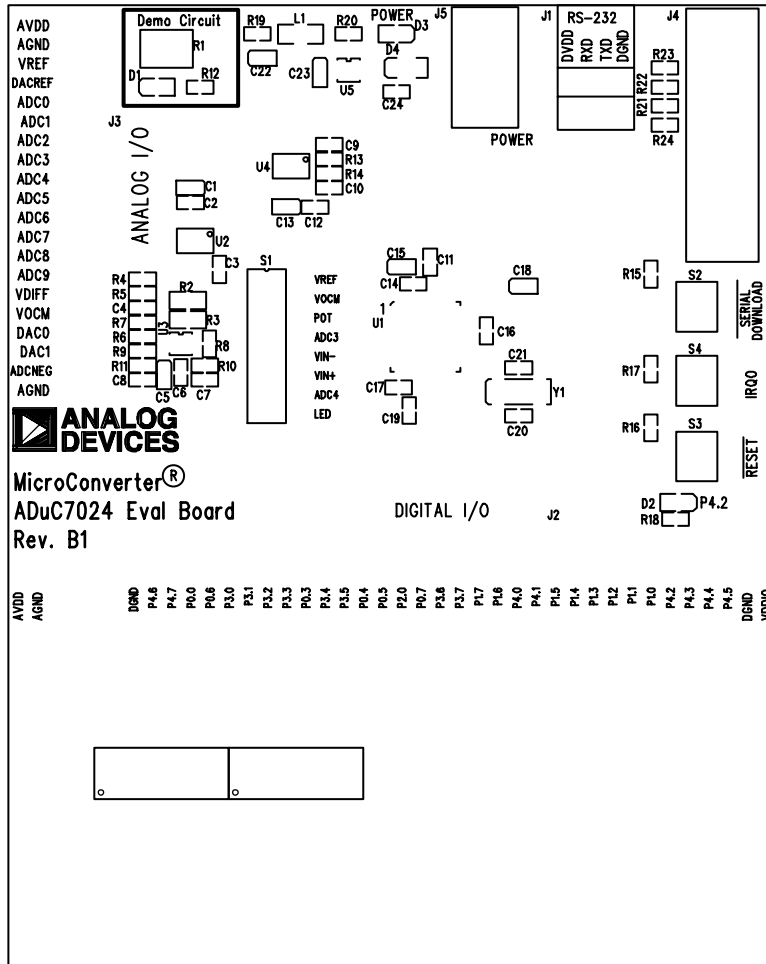 AVDD
AGND
VREF
DACREF
ADC0
ADC1
ADC2
ADC3
ADC4
ADC5
ADC6
ADC7
ADC8
ADC9
VDIFF
VOCM
DAC0
DAC1
ADCNEG
AGND
J3
ANALOG I/O
Demo Circuit
R1
D1
R12
R19
L1
R20
C22
C23
U5
POWER
D3
D4
C24
J5
POWER
J1
RS-232
DVDD
RXD
TXD
DGND
J4
R23
R22
R21
R24
U4
C9
R13
R14
C10
C1
C2
C13
C12
U2
C3
R4
R5
C4
R7
R6
R9
R11
C8
R2
R3
U3
R8
R10
C5
C6
C7
S1
VREF
VOCM
POT
ADC3
VIN-
VIN+
ADC4
LED
C15
C11
C14
1
U1
C16
C17
C19
C18
C21
Y1
C20
R15
S2
SERIAL
DOWNLOAD
R17
S4
IRQ0
R16
S3
RESET
D2
P4.2
R18
ANALOG
DEVICES
MicroConverter®
ADuC7024 Eval Board
Rev. B1
DIGITAL I/O
J2
AVDD
AGND
DGND
P4.6
P4.7
P0.0
P0.6
P3.0
P3.1
P3.2
P3.3
P0.3
P3.4
P3.5
P0.4
P0.5
P2.0
P0.7
P3.6
P3.7
P1.7
P1.6
P4.0
P4.1
P1.5
P1.4
P1.3
P1.2
P1.1
P1.0
P4.2
P4.3
P4.4
P4.5
DGND